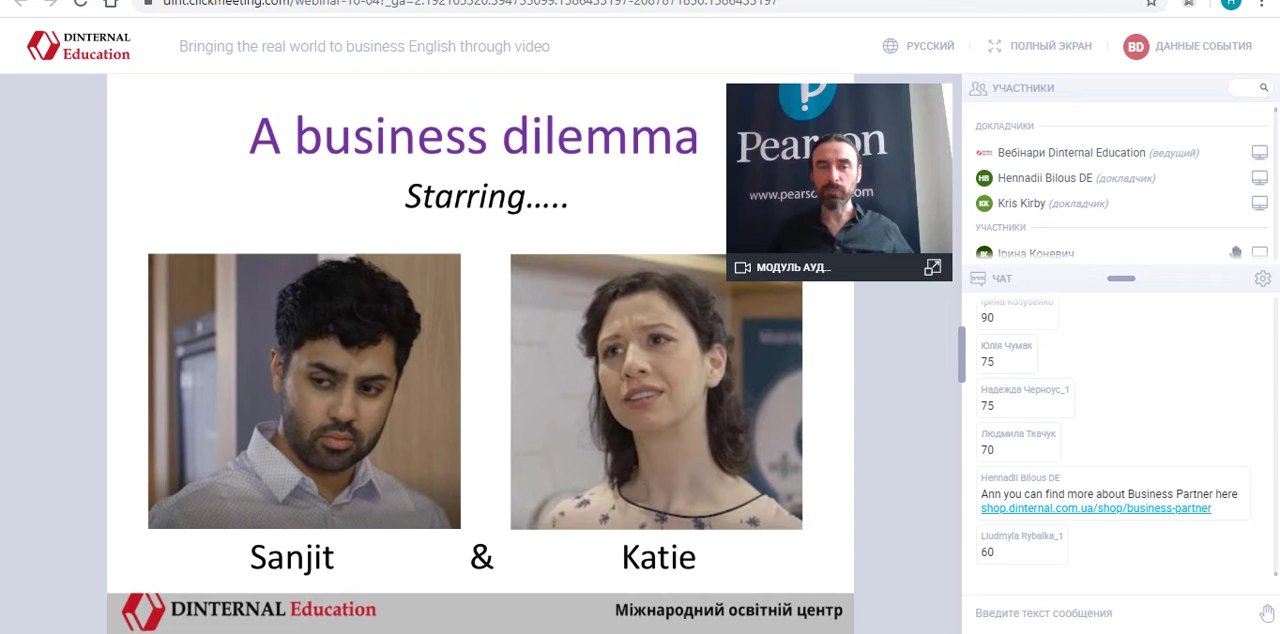 DINTERNAL
Education
Bringing the real world to business English through video
РУССКИЙ
ПОЛНЫЙ ЭКРАН
BD
ДАННЫЕ СОБЫТИЯ
A business dilemma
Starring.....
Pearson
МОДУЛЬ АУД...
Sanjit
&
Katie
DINTERNAL Education
Міжнародний освітній центр
УЧАСТНИКИ
ДОКЛАДЧИКИ
Вебінари Dinternal Education (ведущий)
HB Hennadii Bilous DE (докладчик)
KK Kris Kirby (докладчик)
УЧАСТНИКИ
Ірина Коневич
ЧАТ
90
Юлія Чумак
75
Надежда Черноус_1
75
Людмила Ткачук
70
Hennadii Bilous DE
Ann you can find more about Business Partner here
shop.dinternal.com.ua/shop/business-partner
Liudmyla Rybalka_1
60
Введите текст сообщения